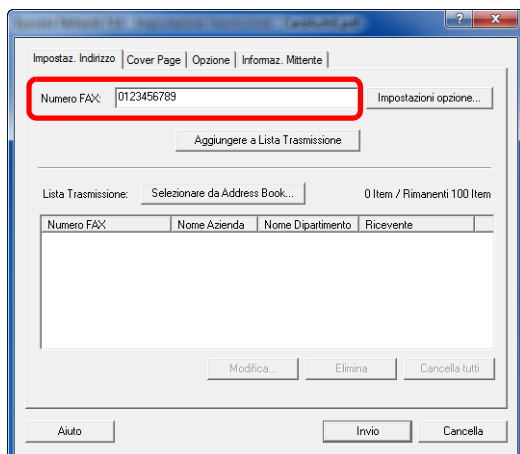 Impostaz. Indirizzo Cover Page Opzione Informaz. Mittente
Numero FAX: 0123456789 Impostazioni opzione...
Aggiungere a Lista Trasmissione
Lista Trasmissione: Selezionare da Address Book... 0 Item / Rimanenti 100 Item
Numero FAX Nome Azienda Nome Dipartimento Ricevente
Modifica... Elimina Cancella tutti
Aiuto Invio Cancella